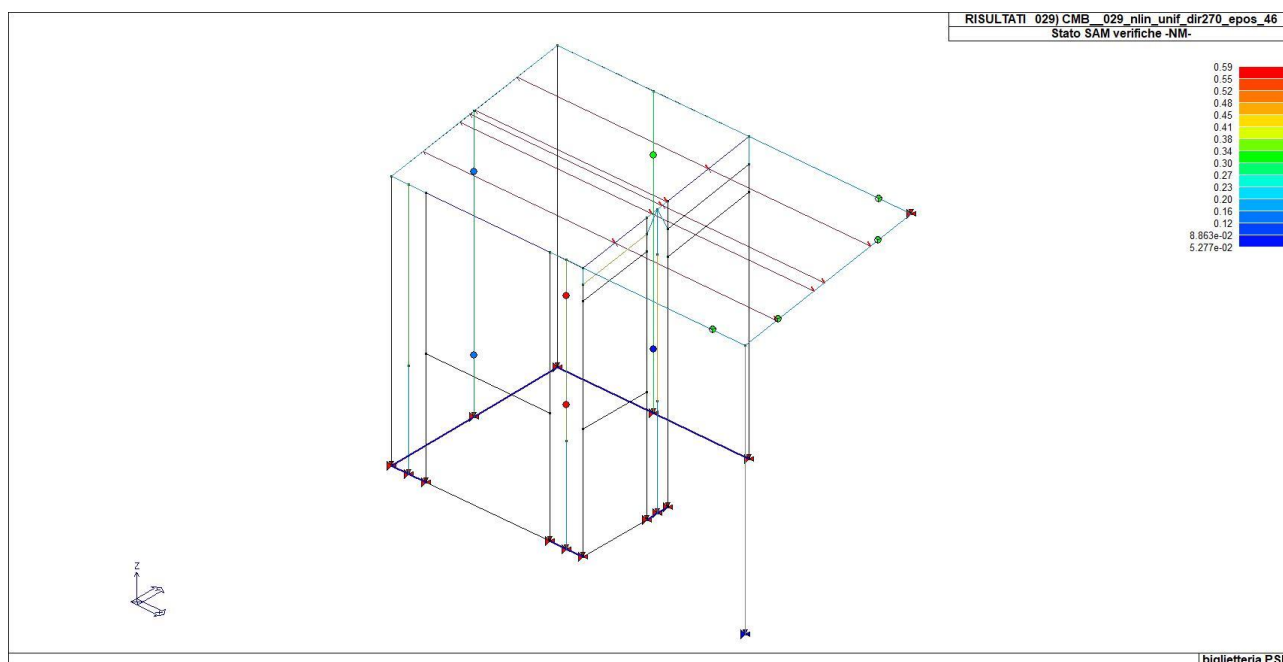 RISULTATI 029) CMB__029_nlin_unif_dir270_epos_46
Stato SAM verifiche -NM-
0.59
0.55
0.52
0.48
0.45
0.41
0.38
0.34
0.30
0.27
0.23
0.20
0.16
0.12
8.863e-02
5.277e-02
Z
biglietteria